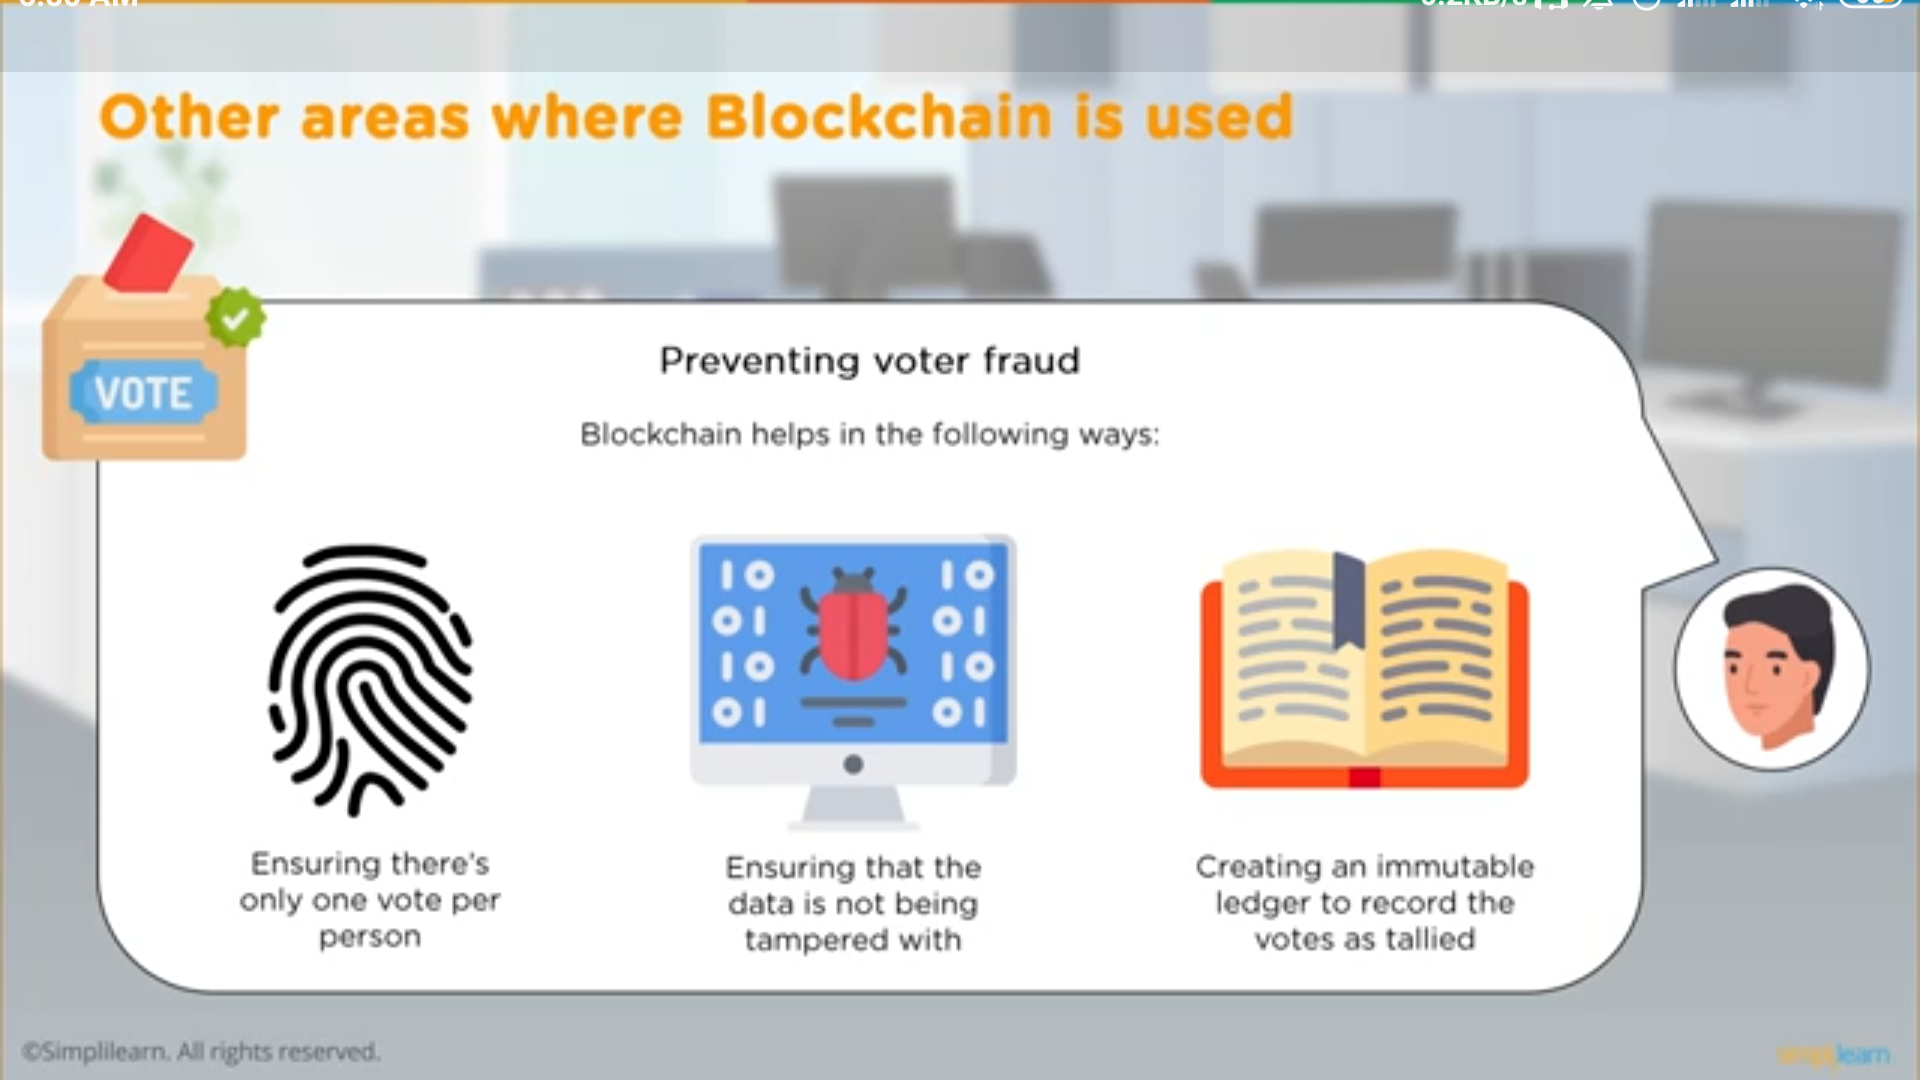 Other areas where Blockchain is used
VOTE
Preventing voter fraud
Blockchain helps in the following ways:
10
10
01
01
10
10
01
01
Ensuring there's
only one vote per
person
Ensuring that the
data is not being
tampered with
Creating an immutable
ledger to record the
votes as tallied
©Simplilearn. All rights reserved.
simplilearn